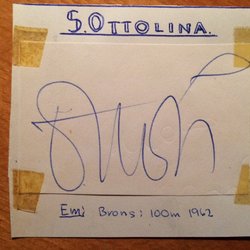 S. OTTOLINA.
EM: Brons: 100m 1962